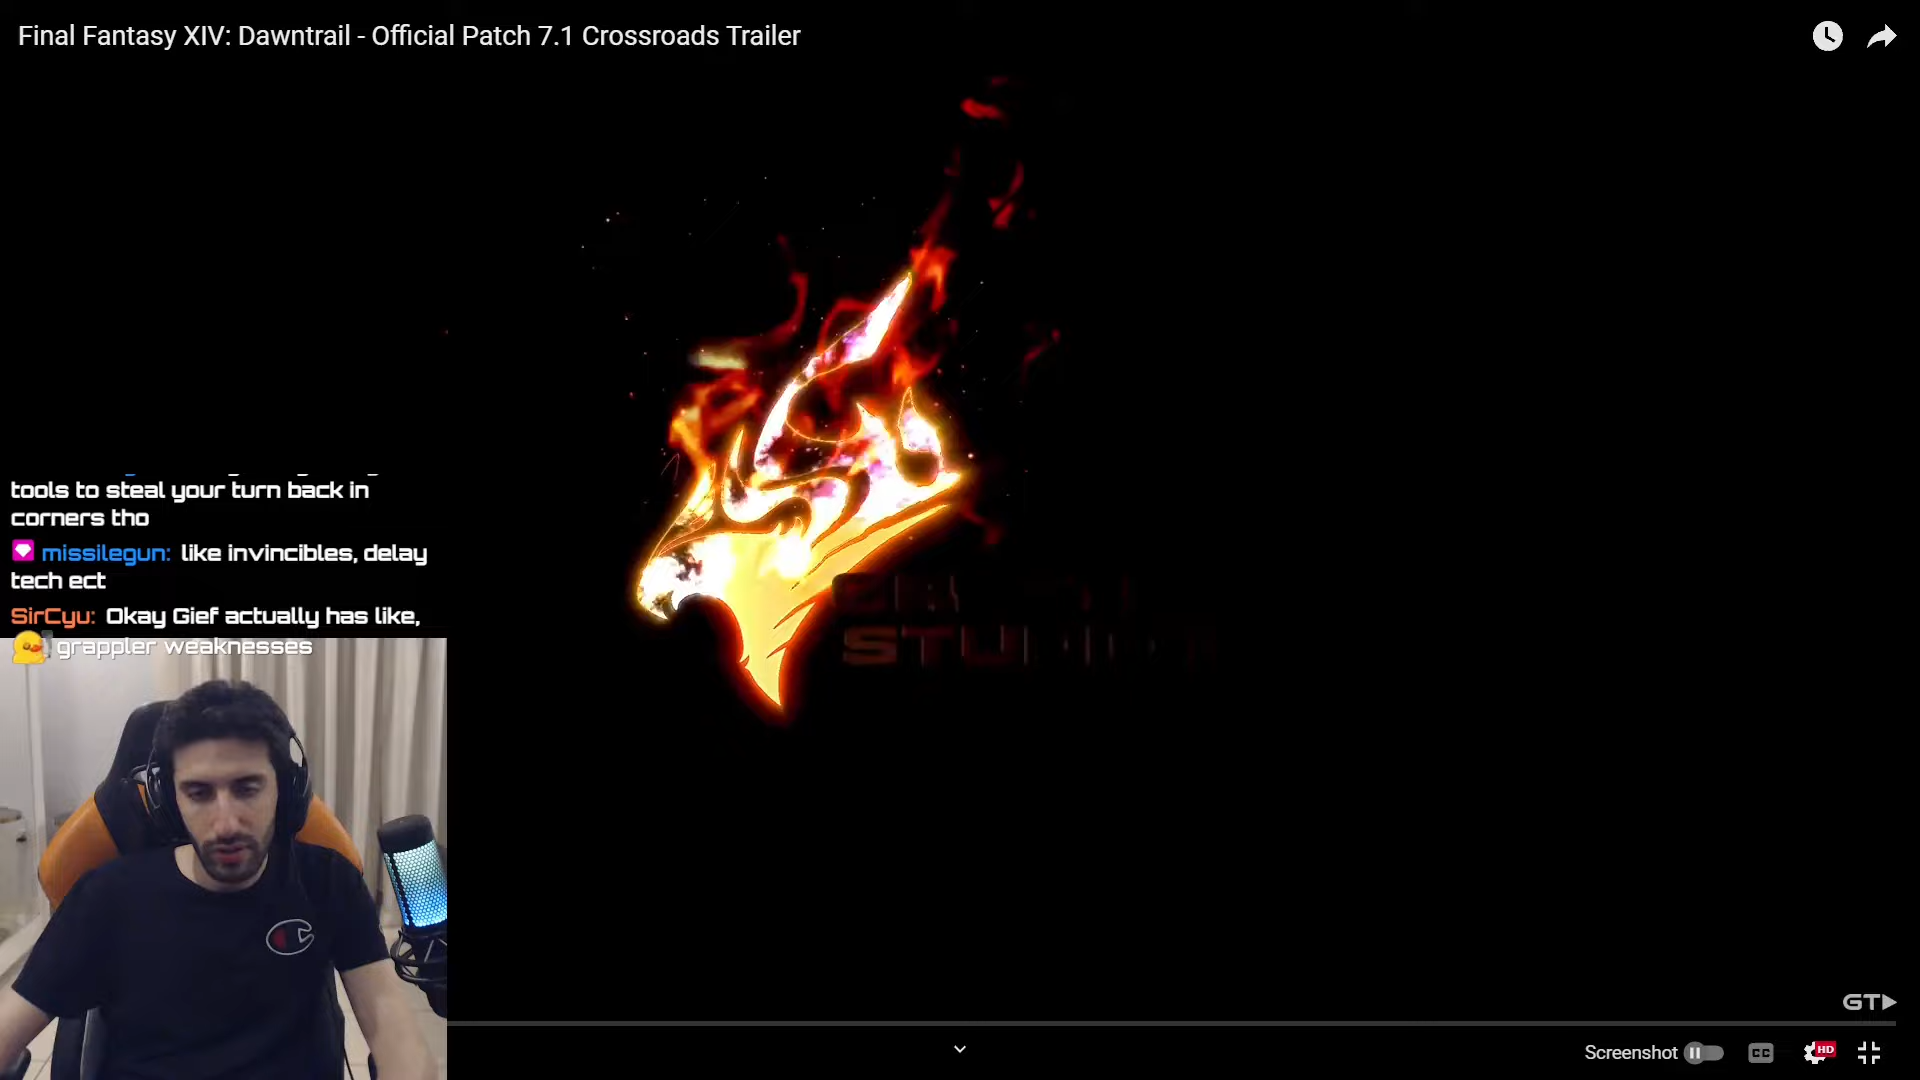 Final Fantasy XIV: Dawntrail - Official Patch 7.1 Crossroads Trailer
tools to steal your turn back in
corners tho
missilegun: like invincibles, delay
tech ect
SirCyu: Okay Gief actually has like,
grappler weaknesses
GT
Screenshot
CC
HD